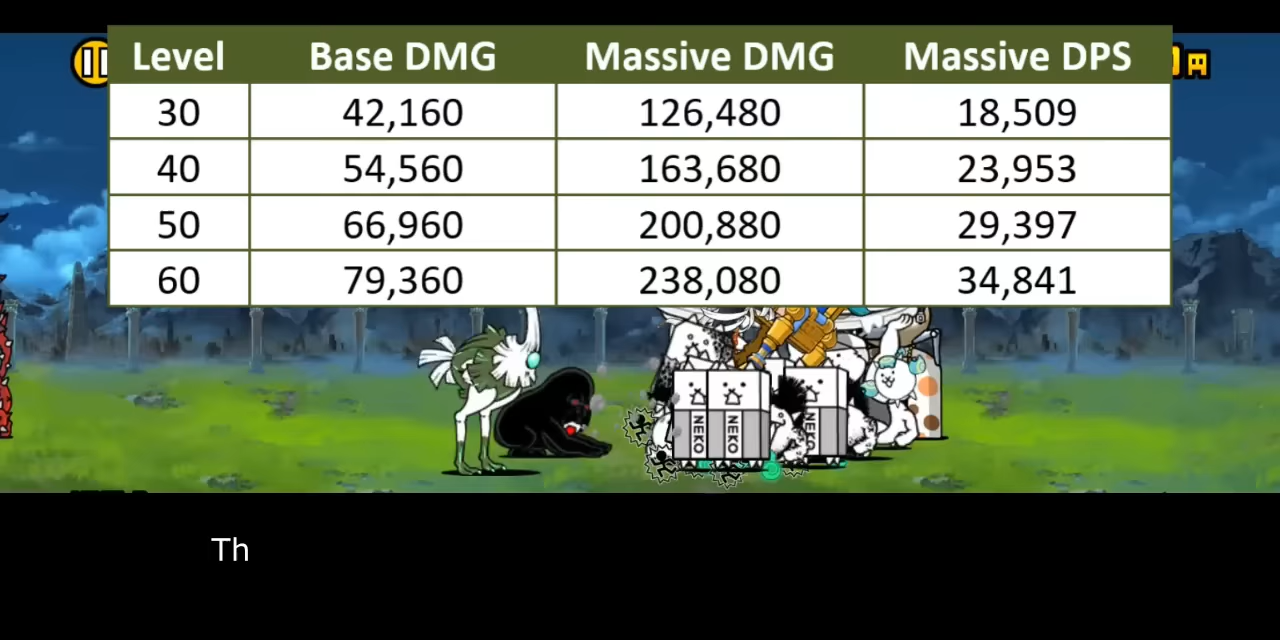 Level Base DMG Massive DMG Massive DPS
30 42,160 126,480 18,509
40 54,560 163,680 23,953
50 66,960 200,880 29,397
60 79,360 238,080 34,841
円
NEKO NEKO NEKO
Th